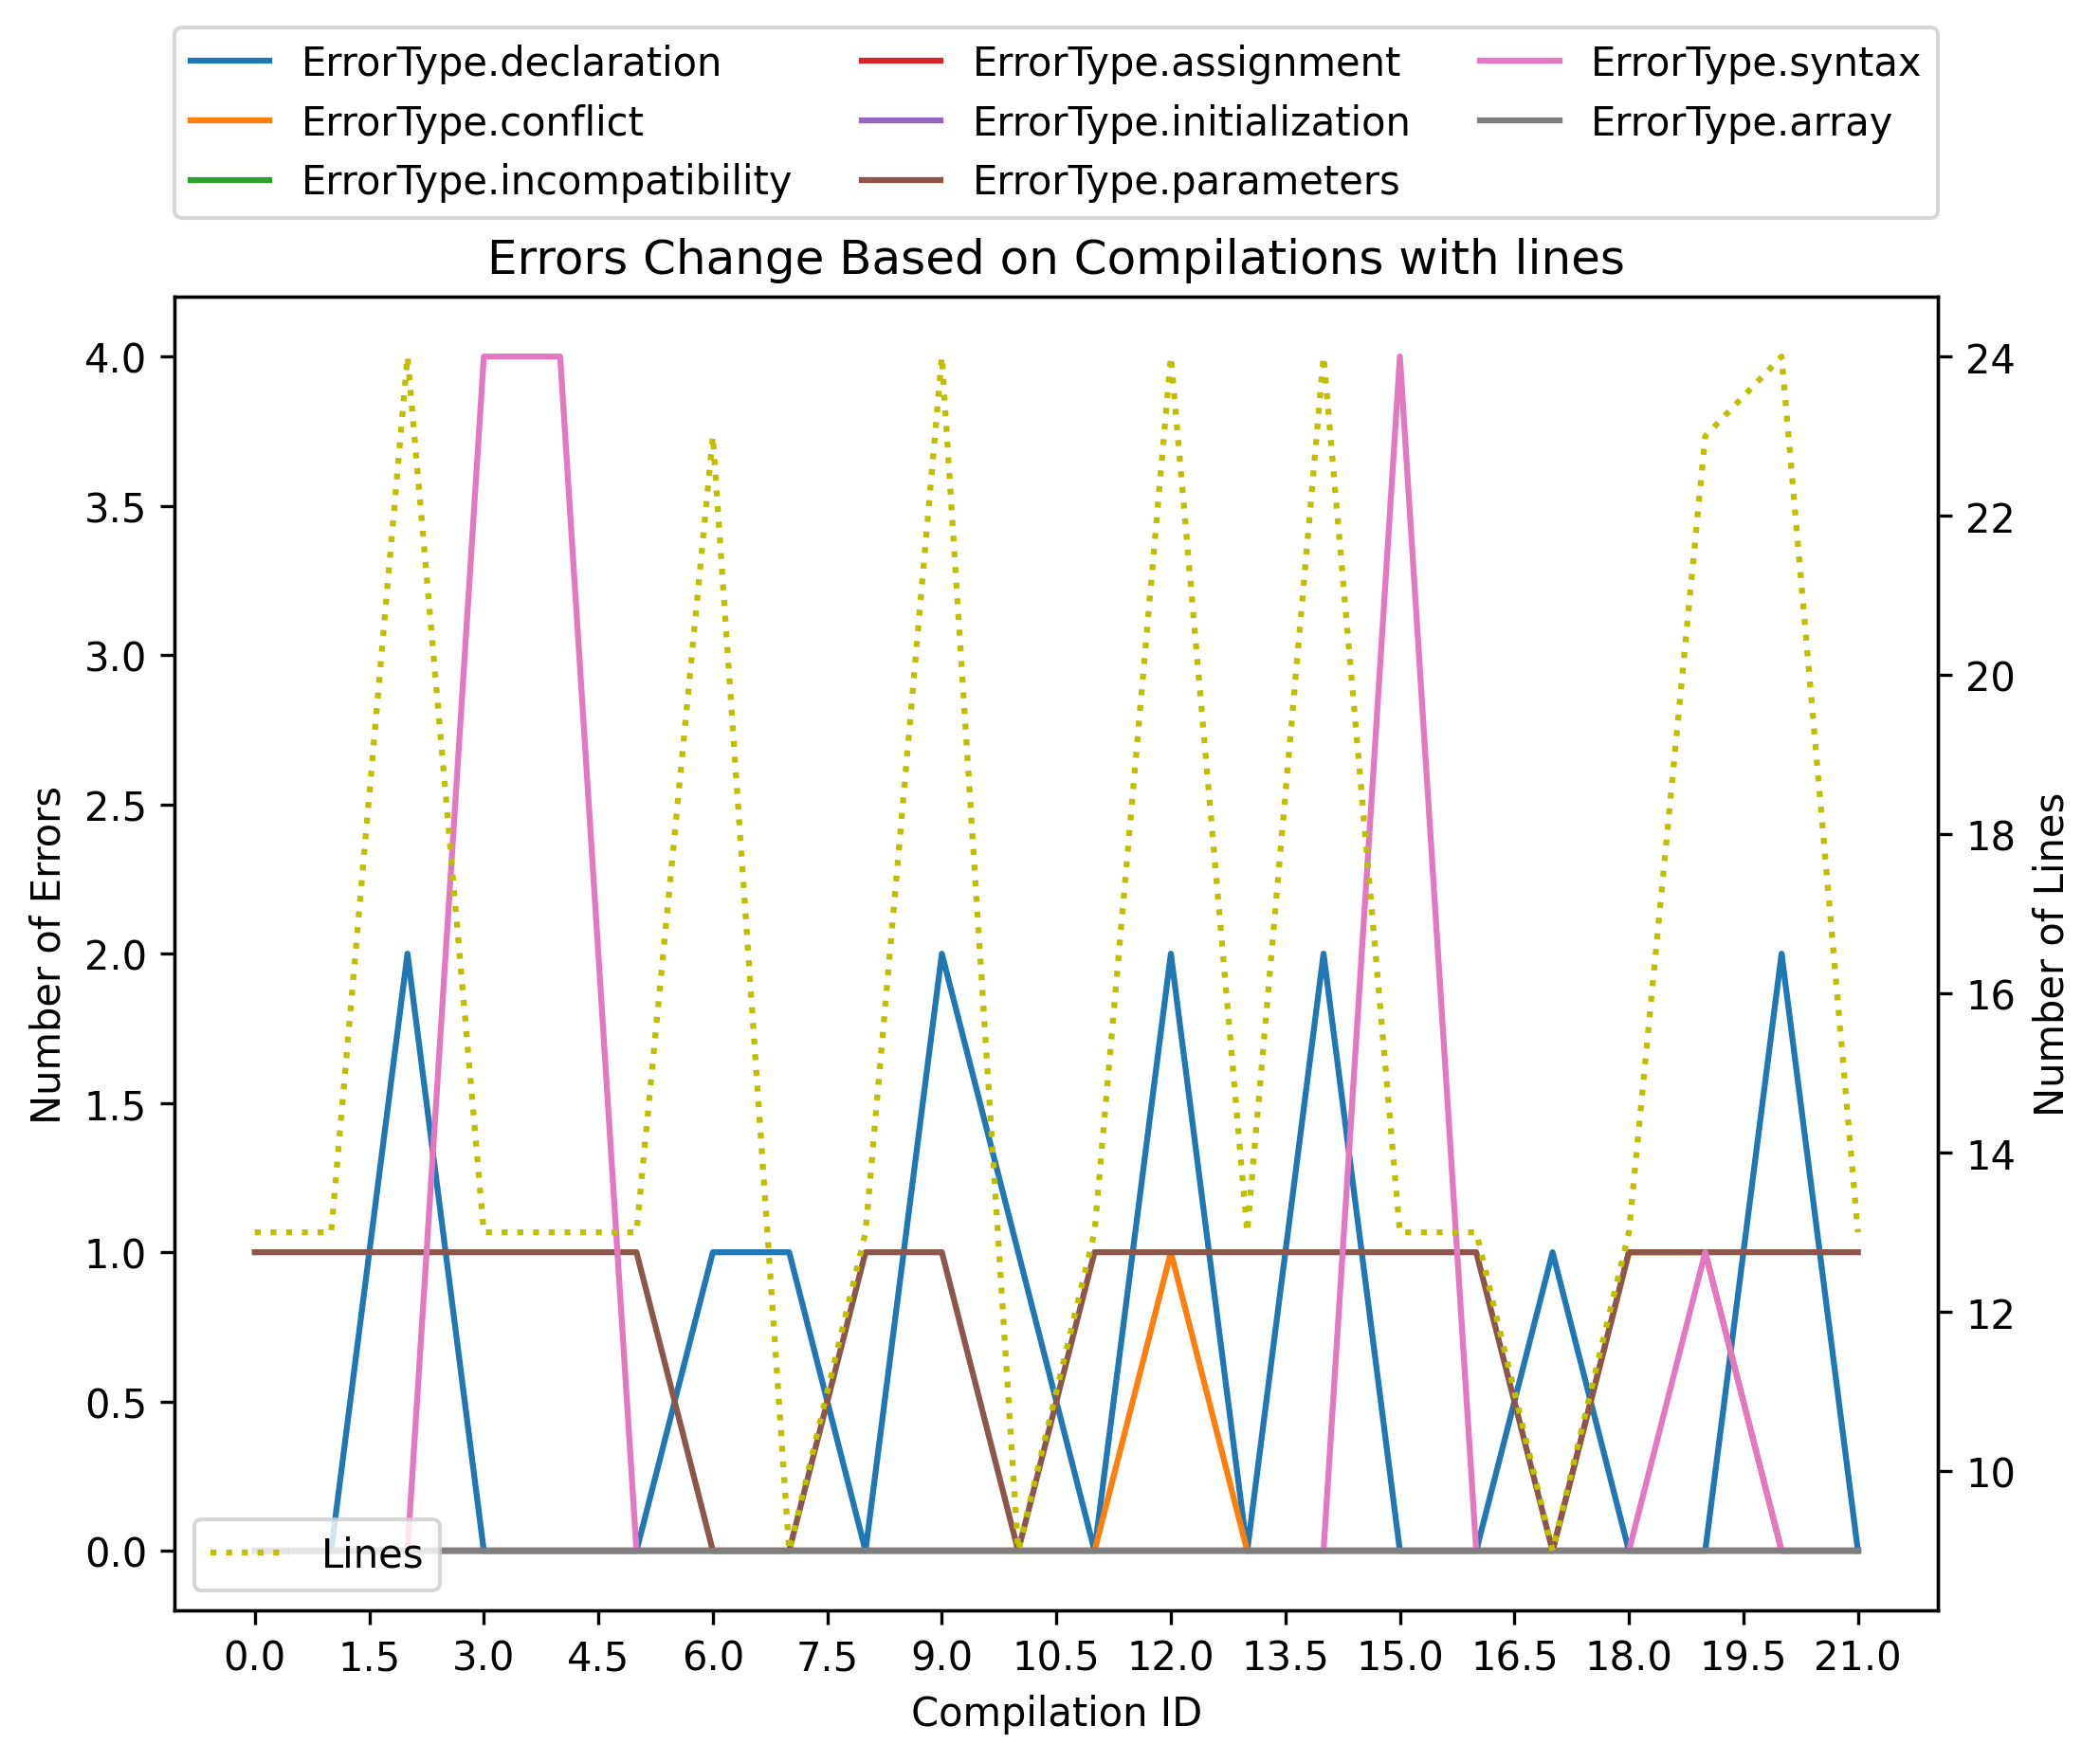 ErrorType.declaration
ErrorType.conflict
ErrorType.incompatibility
ErrorType.assignment
ErrorType.initialization
ErrorType.parameters
ErrorType.syntax
ErrorType.array
Errors Change Based on Compilations with lines
Number of Errors
4.0
3.5
3.0
2.5
2.0
1.5
1.0
0.5
0.0
Lines
24
22
20
18
16
14
12
10
Number of Lines
0.0 1.5 3.0 4.5 6.0 7.5 9.0 10.5 12.0 13.5 15.0 16.5 18.0 19.5 21.0
Compilation ID